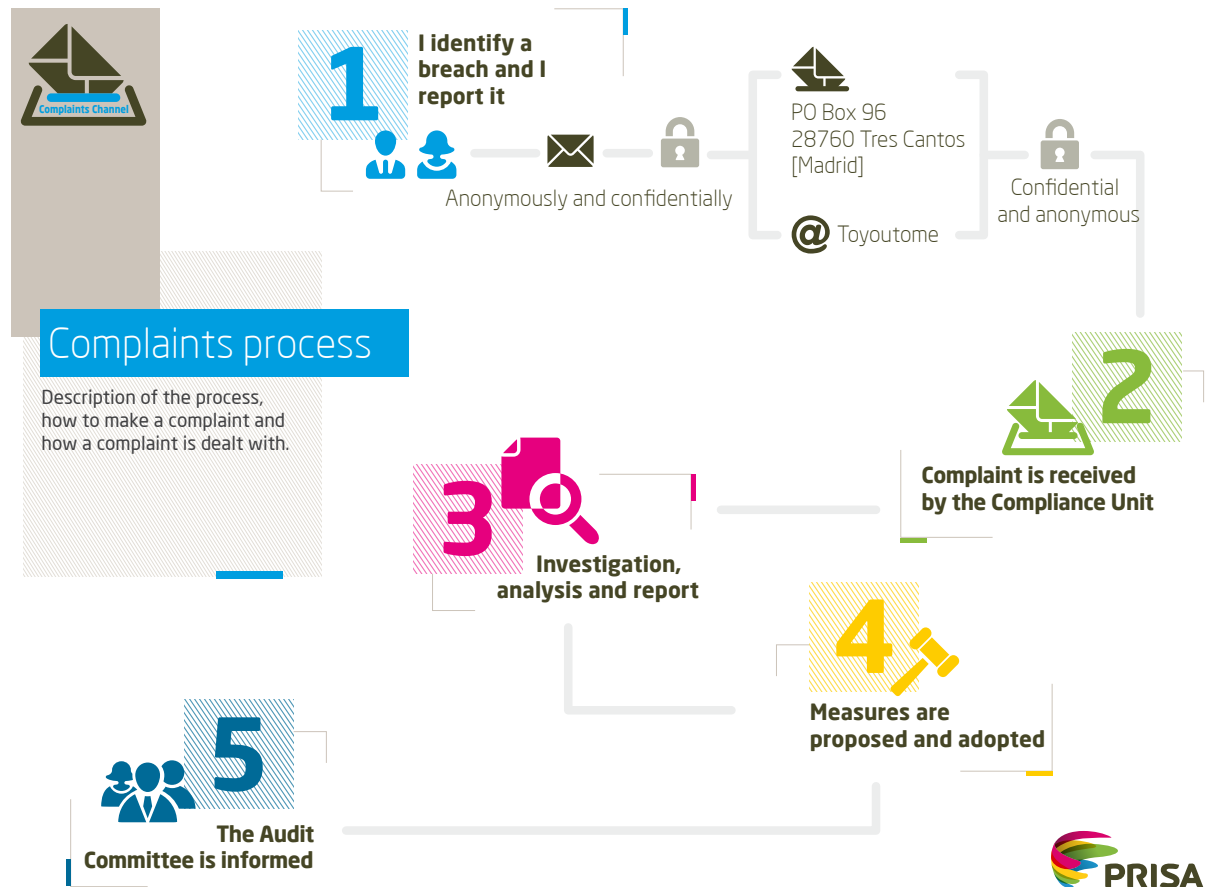 Complaints Channel
Complaints process
Description of the process,
how to make a complaint and
how a complaint is dealt with.
1
I identify a
breach and I
report it
Anonymously and confidentially
PO Box 96
28760 Tres Cantos
[Madrid]
@ Toyoutome
Confidential
and anonymous
2
Complaint is received
by the Compliance Unit
3
Investigation,
analysis and report
4
Measures are
proposed and adopted
5
The Audit
Committee is informed
PRISA